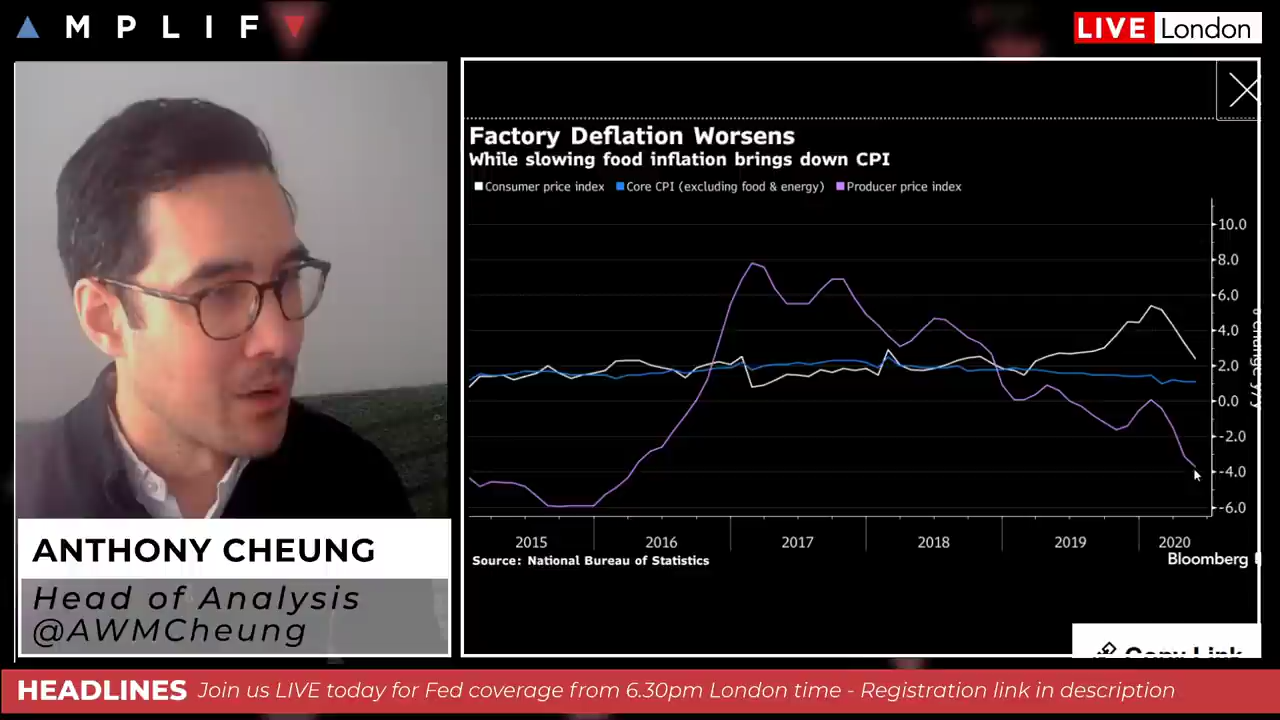 AMPLIFY
LIVE London
Factory Deflation Worsens
While slowing food inflation brings down CPI
Consumer price index
Core CPI (excluding food & energy)
Producer price index
10.0
8.0
6.0
4.0
2.0
0.0
-2.0
-4.0
-6.0
% change y/y
2015
2016
2017
2018
2019
2020
Source: National Bureau of Statistics
Bloomberg
Copy Link
ANTHONY CHEUNG
Head of Analysis
@AWMCheung
HEADLINES Join us LIVE today for Fed coverage from 6.30pm London time - Registration link in description